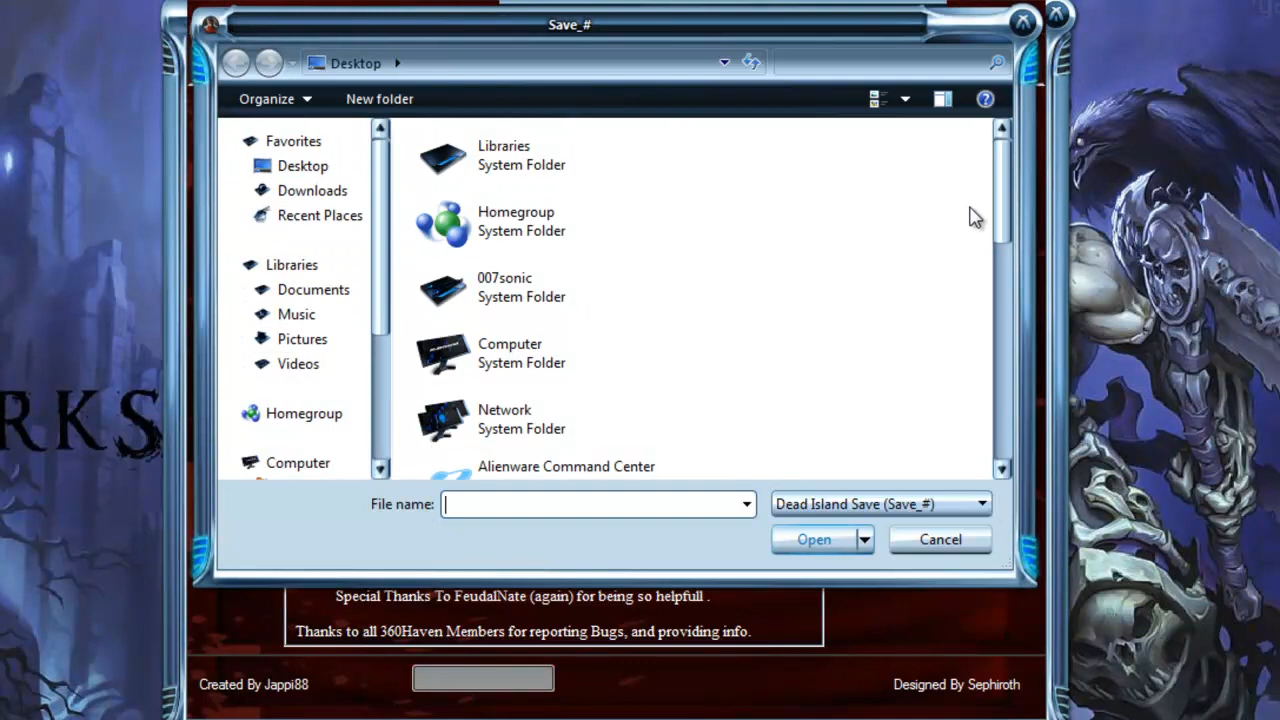 Save_#
Desktop
Organize
New folder
Favorites
Desktop
Downloads
Recent Places
Libraries
Documents
Music
Pictures
Videos
Homegroup
Computer
Libraries
System Folder
Homegroup
System Folder
007sonic
System Folder
Computer
System Folder
Network
System Folder
Alienware Command Center
File name:
Dead Island Save (Save_#)
Open
Cancel
RKS
Special Thanks To FeudalNate (again) for being so helpfull .
Thanks to all 360Haven Members for reporting Bugs, and providing info.
Created By Jappi88
Designed By Sephiroth